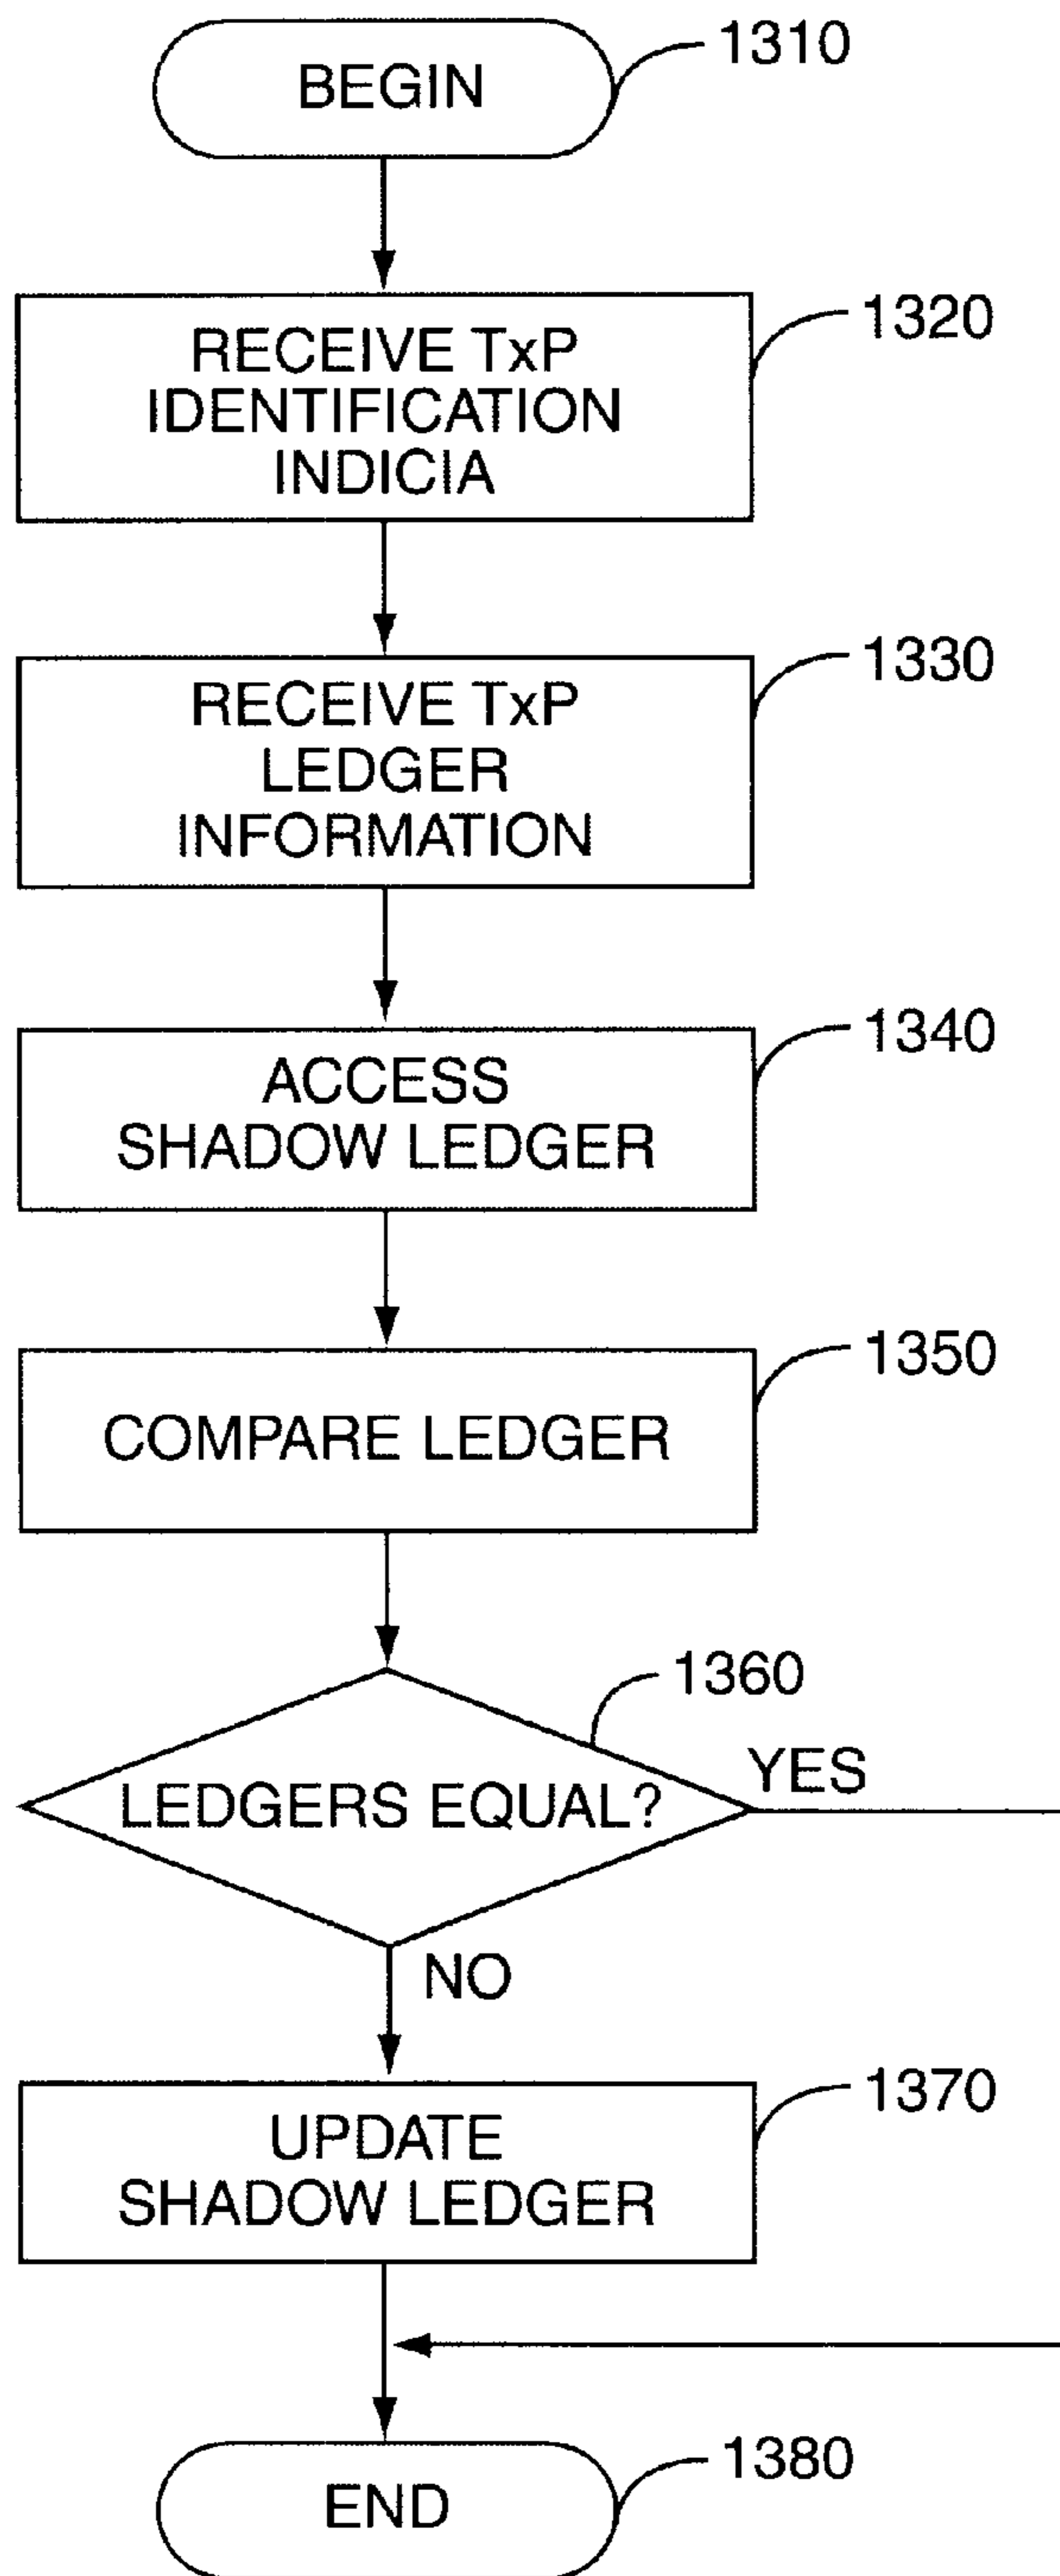 BEGIN
1310
RECEIVE TxP
IDENTIFICATION
INDICIA
1320
RECEIVE TxP
LEDGER
INFORMATION
1330
ACCESS
SHADOW LEDGER
1340
COMPARE LEDGER
1350
LEDGERS EQUAL?
1360
YES
NO
UPDATE
SHADOW LEDGER
1370
END
1380